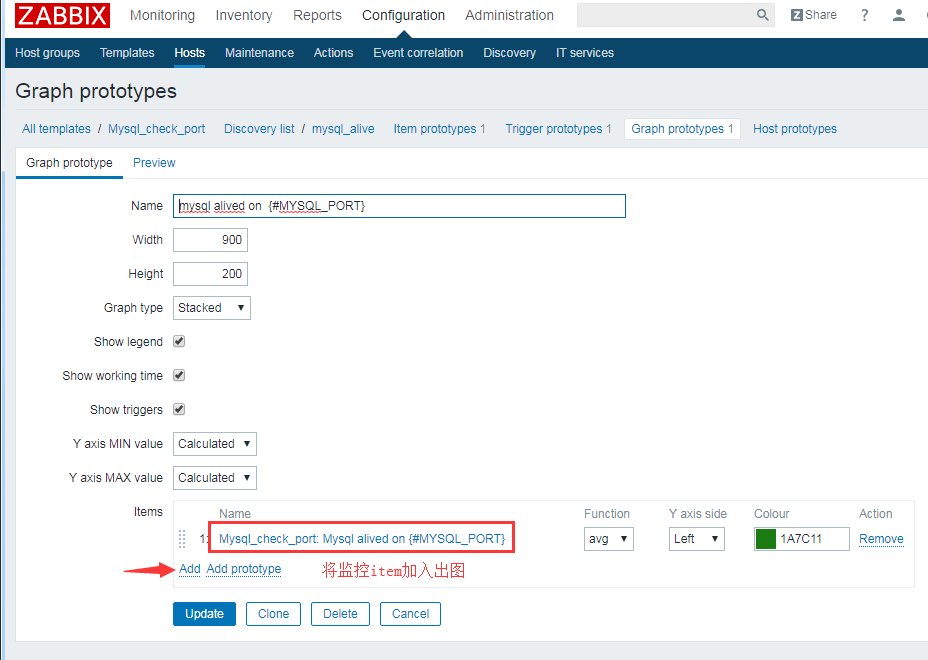 ZABBIX Monitoring Inventory Reports Configuration Administration Z Share ?
Host groups Templates Hosts Maintenance Actions Event correlation Discovery IT services
Graph prototypes
All templates / Mysql_check_port Discovery list / mysql_alive Item prototypes 1 Trigger prototypes 1 Graph prototypes 1 Host prototypes
Graph prototype Preview
Name mysql alived on {#MYSQL_PORT}
Width 900
Height 200
Graph type Stacked
Show legend
Show working time
Show triggers
Y axis MIN value Calculated
Y axis MAX value Calculated
Items Name Function Y axis side Colour Action
1: Mysql_check_port: Mysql alived on {#MYSQL_PORT} avg Left 1A7C11 Remove
Add Add prototype 将监控item加入出图
Update Clone Delete Cancel